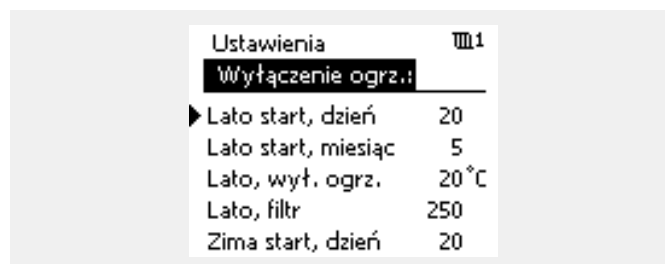 Ustawienia 1
Wyłączenie ogrz.:
Lato start, dzień 20
Lato start, miesiąc 5
Lato, wył. ogrz. 20°C
Lato, filtr 250
Zima start, dzień 20